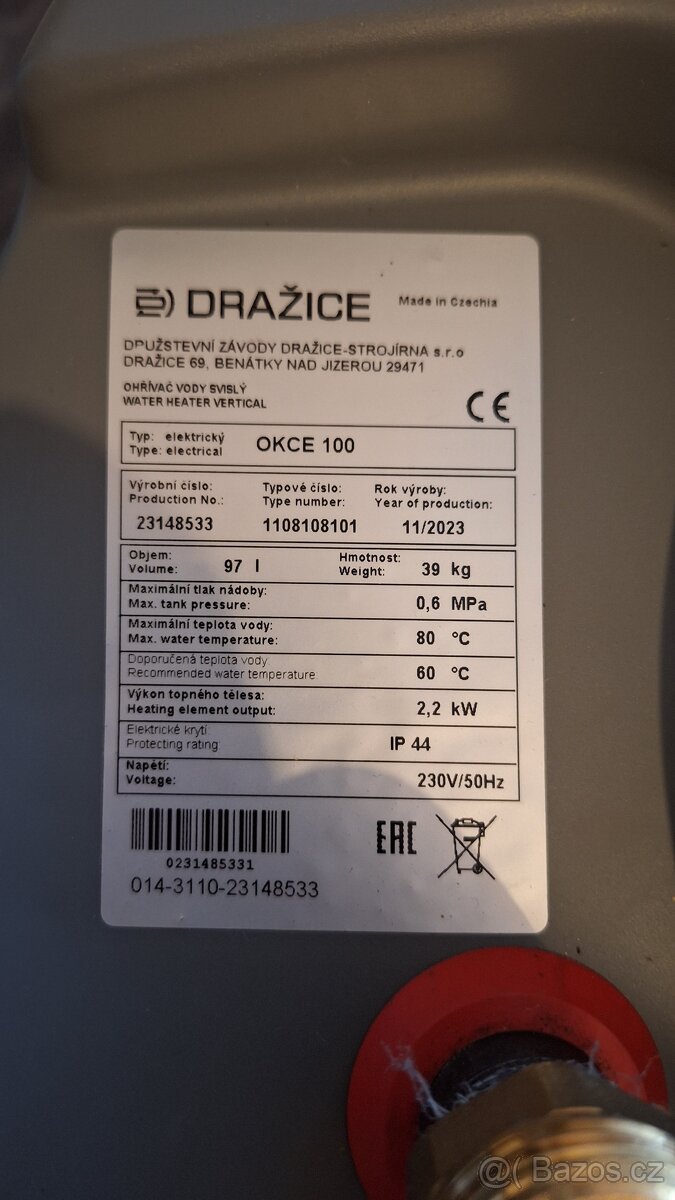 DRAŽICE Made in Czechia
DRUŽSTEVNÍ ZÁVODY DRAŽICE-STROJÍRNA s.r.o
DRAŽICE 69, BENÁTKY NAD JIZEROU 29471
OHŘÍVAČ VODY SVISLÝ
WATER HEATER VERTICAL
CE
Typ: elektrický
Type: electrical
OKCE 100
Výrobní číslo: Typové číslo: Rok výroby:
Production No.: Type number: Year of production:
23148533 1108108101 11/2023
Objem: Hmotnost:
Volume: 97 l Weight: 39 kg
Maximální tlak nádoby:
Max. tank pressure: 0,6 MPa
Maximální teplota vody:
Max. water temperature: 80 °C
Doporučená teplota vody
Recommended water temperature 60 °C
Výkon topného tělesa:
Heating element output: 2,2 kW
Elektrické krytí
Protecting rating: IP 44
Napětí:
Voltage: 230V/50Hz
EAC
0231485331
014-3110-23148533
@( Bazos.cz